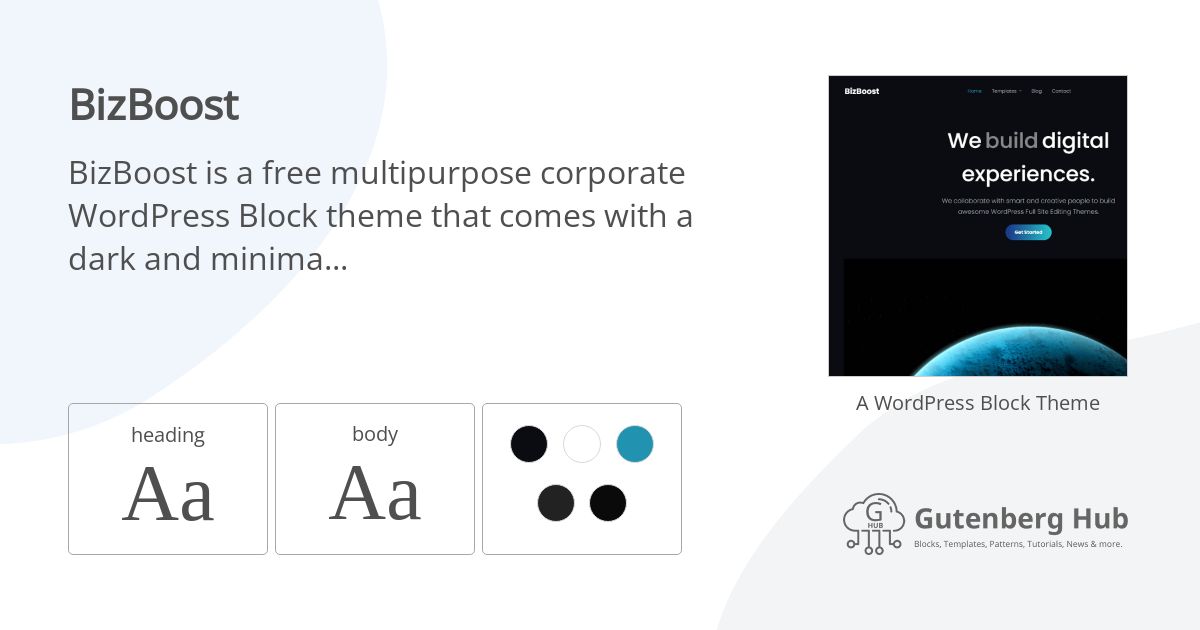 BizBoost
BizBoost is a free multipurpose corporate
WordPress Block theme that comes with a
dark and minima...
heading
Aa
body
Aa
BizBoost
Home Templates Blog Contact
We build digital
experiences.
We collaborate with smart and creative people to build
awesome WordPress Full Site Editing Themes.
Get Started
A WordPress Block Theme
G
HUB
Gutenberg Hub
Blocks, Templates, Patterns, Tutorials, News & more.